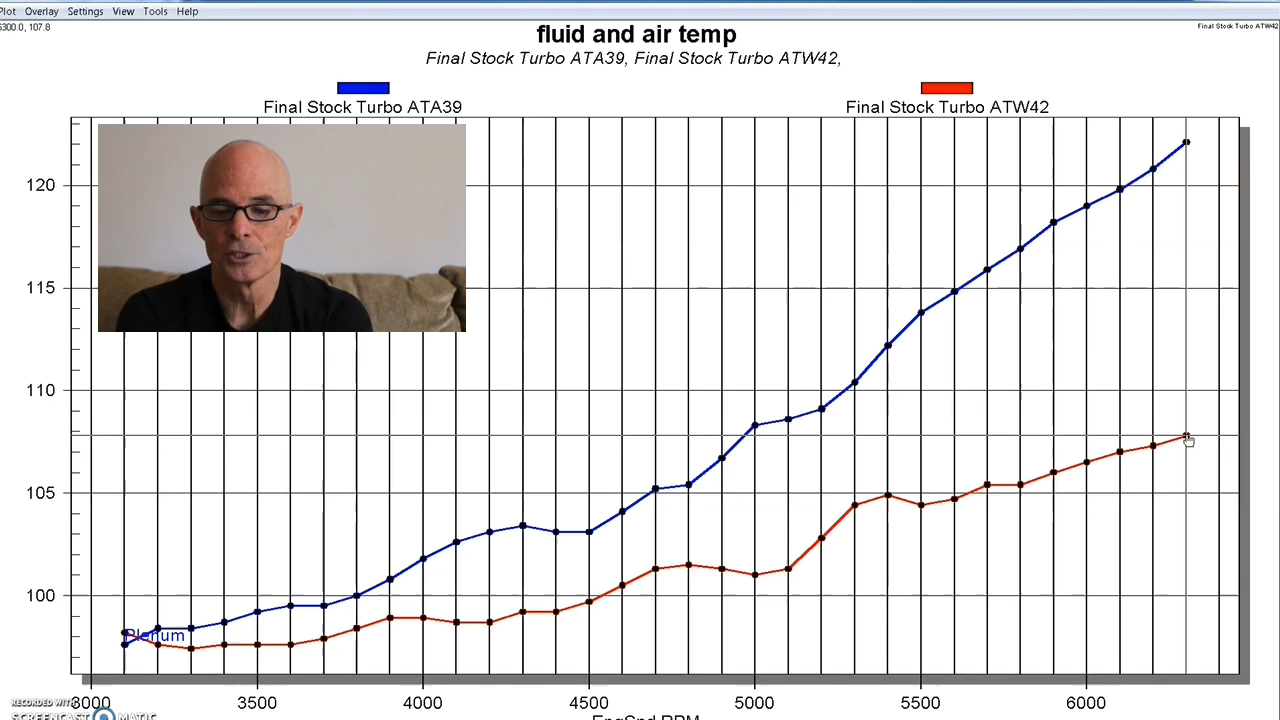 Plot Overlay Settings View Tools Help
6300.0, 107.8
Final Stock Turbo ATW42
fluid and air temp
Final Stock Turbo ATA39, Final Stock Turbo ATW42,
Final Stock Turbo ATA39
Final Stock Turbo ATW42
120
115
110
105
100
Plenum
3000 3500 4000 4500 5000 5500 6000
EngSpd RPM
RECORDED WITH
SCREENCAST MATIC